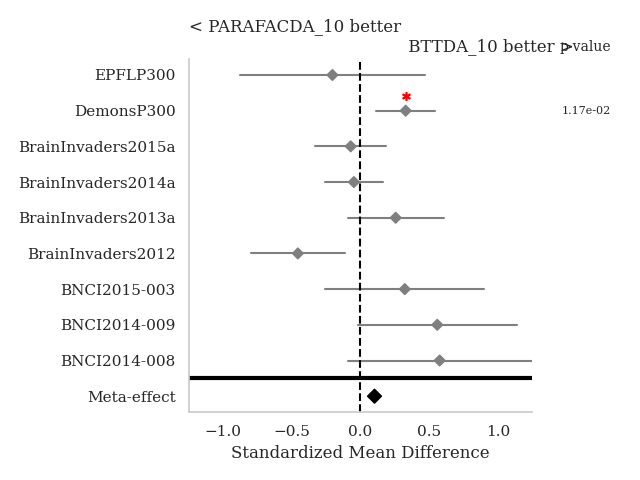 < PARAFACDA_10 better
BTTDA_10 better >
p-value
EPFLP300
DemonsP300
1.17e-02
BrainInvaders2015a
BrainInvaders2014a
BrainInvaders2013a
BrainInvaders2012
BNCI2015-003
BNCI2014-009
BNCI2014-008
Meta-effect
−1.0 −0.5 0.0 0.5 1.0
Standardized Mean Difference